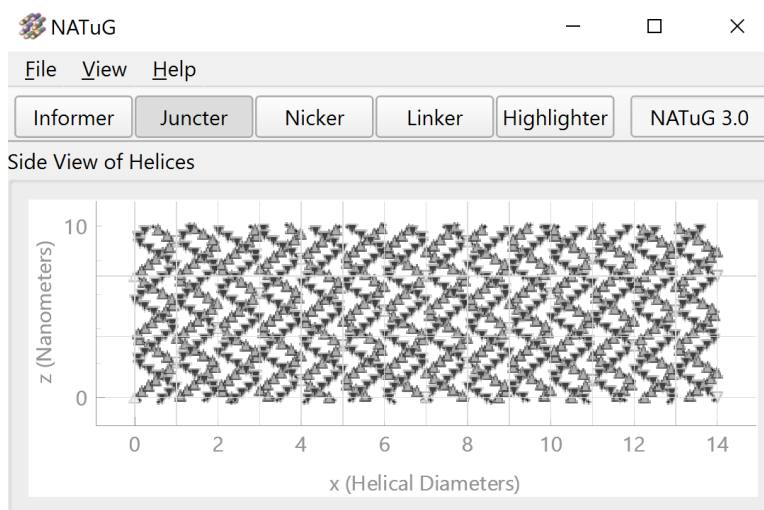 NATuG
File View Help
Informer Juncter Nicker Linker Highlighter NATuG 3.0
Side View of Helices
10
z (Nanometers)
0
0 2 4 6 8 10 12 14
x (Helical Diameters)